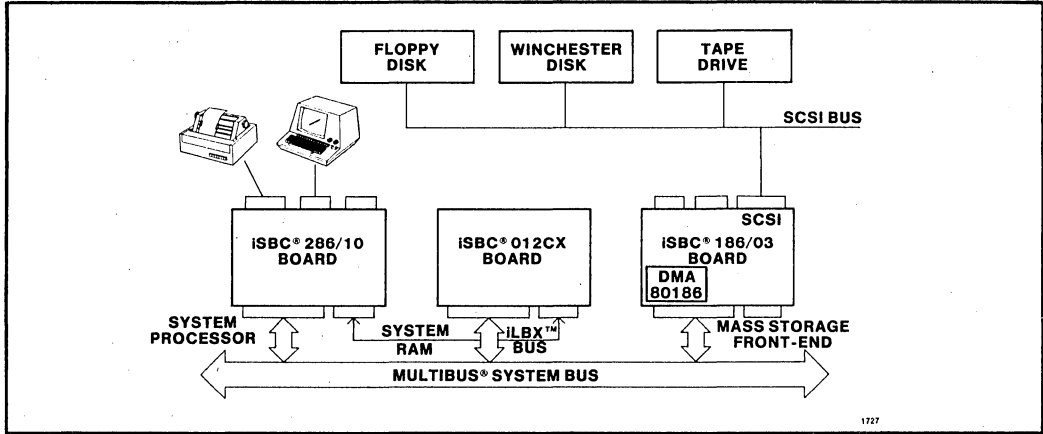 FLOPPY
DISK
WINCHESTER
DISK
TAPE
DRIVE
SCSI BUS
SCSI
iSBC® 286/10
BOARD
iSBC® 012CX
BOARD
iSBC® 186/03
BOARD
DMA
80186
SYSTEM
PROCESSOR
SYSTEM
RAM
iLBX™
BUS
MASS STORAGE
FRONT-END
MULTIBUS® SYSTEM BUS
1727